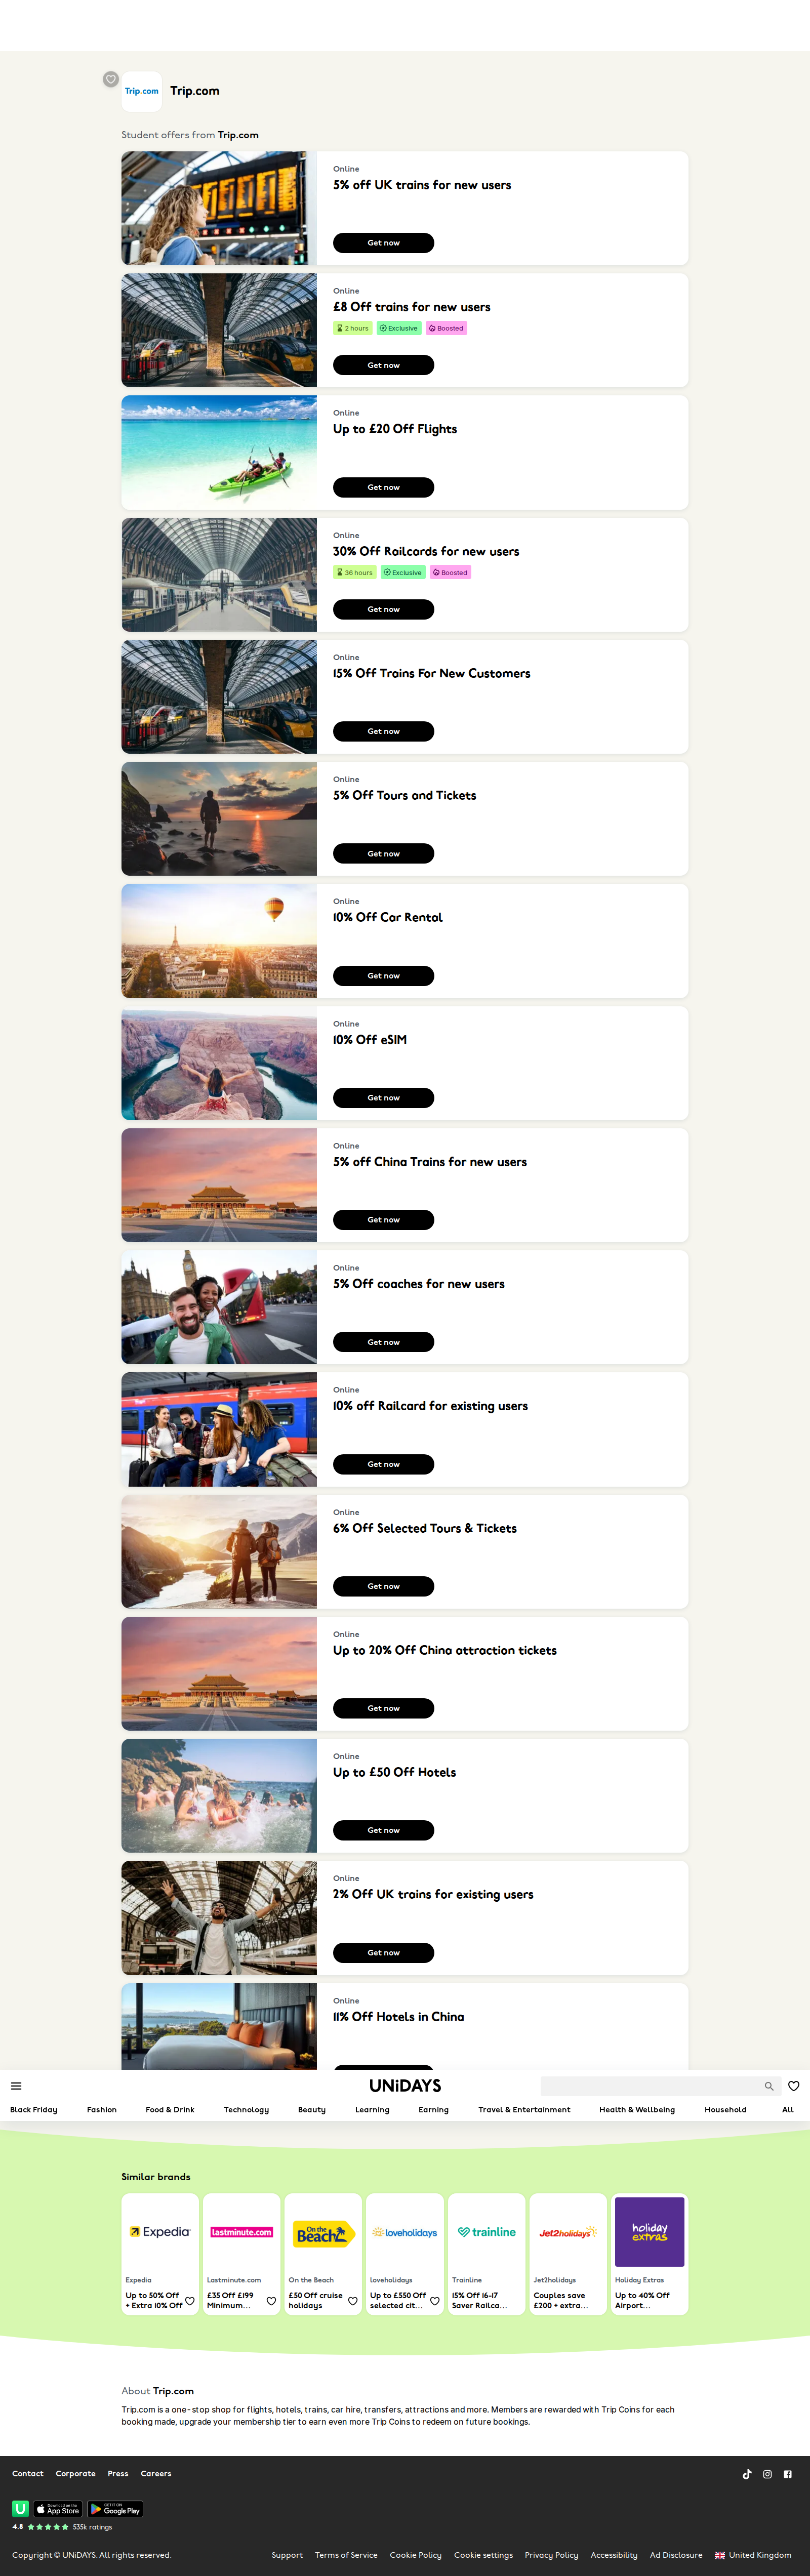 Trip.com
Trip.com
Student offers from Trip.com
Online
5% off UK trains for new users
Get now
Online
£8 Off trains for new users
2 hours
Exclusive
Boosted
Get now
Online
Up to £20 Off Flights
Get now
Online
30% Off Railcards for new users
36 hours
Exclusive
Boosted
Get now
Online
15% Off Trains For New Customers
Get now
Online
5% Off Tours and Tickets
Get now
Online
10% Off Car Rental
Get now
Online
10% Off eSIM
Get now
Online
5% off China Trains for new users
Get now
Online
5% Off coaches for new users
Get now
Online
10% off Railcard for existing users
Get now
Online
6% Off Selected Tours & Tickets
Get now
Online
Up to 20% Off China attraction tickets
Get now
Online
Up to £50 Off Hotels
Get now
Online
2% Off UK trains for existing users
Get now
Online
11% Off Hotels in China
UNiDAYS
Black Friday
Fashion
Food & Drink
Technology
Beauty
Learning
Earning
Travel & Entertainment
Health & Wellbeing
Household
All
Similar brands
Expedia
Expedia
Up to 50% Off
+ Extra 10% Off
lastminute.com
Lastminute.com
£35 Off £199
Minimum...
On the
Beach
On the Beach
£50 Off cruise
holidays
loveholidays
loveholidays
Up to £550 Off
selected cit...
trainline
Trainline
15% Off 16-17
Saver Railca...
Jet2holidays
Jet2holidays
Couples save
£200 + extra...
holiday
extras
Holiday Extras
Up to 40% Off
Airport...
About Trip.com
Trip.com is a one-stop shop for flights, hotels, trains, car hire, transfers, attractions and more. Members are rewarded with Trip Coins for each
booking made, upgrade your membership tier to earn even more Trip Coins to redeem on future bookings.
Contact
Corporate
Press
Careers
U
Download on the
App Store
GET IT ON
Google Play
4.8
535k ratings
Copyright © UNiDAYS. All rights reserved.
Support
Terms of Service
Cookie Policy
Cookie settings
Privacy Policy
Accessibility
Ad Disclosure
United Kingdom